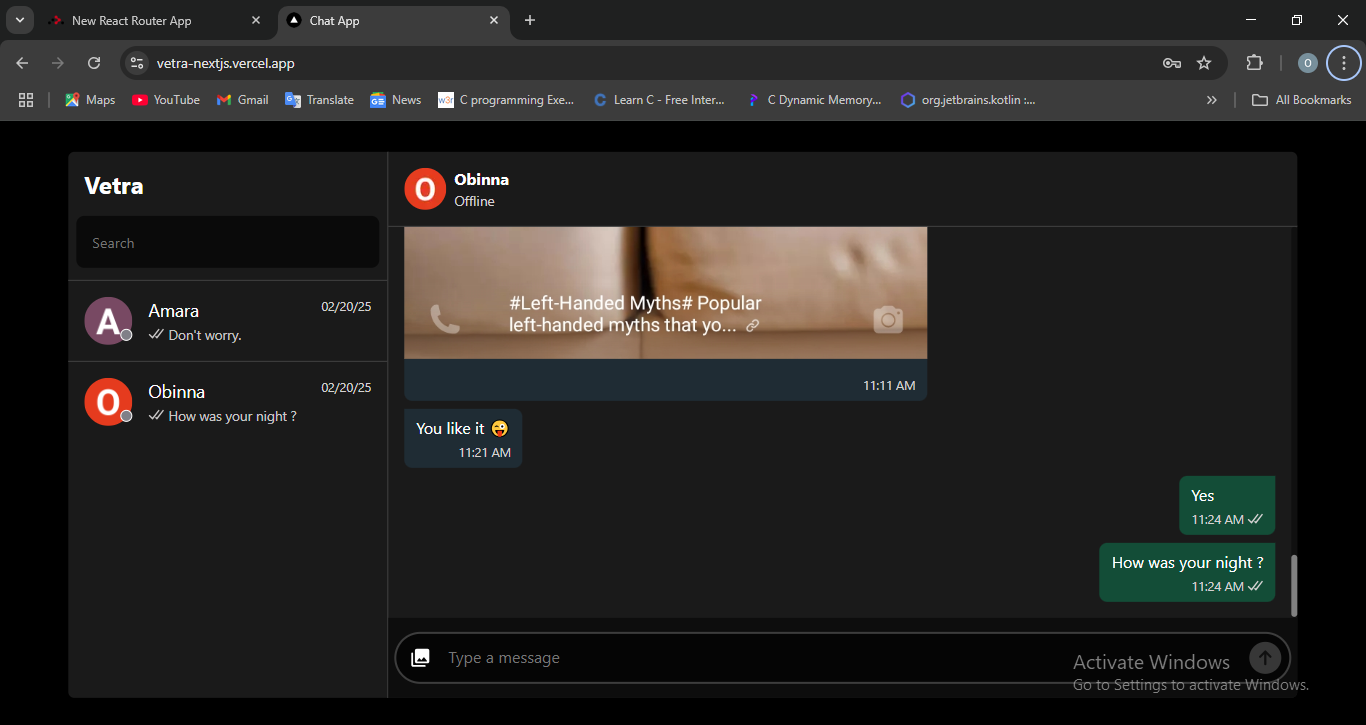 New React Router App
Chat App
vetra-nextjs.vercel.app
O
Maps
YouTube
Gmail
Translate
News
C programming Exe...
Learn C - Free Inter...
C Dynamic Memory...
org.jetbrains.kotlin :...
All Bookmarks
Vetra
Search
A
Amara
02/20/25
Don't worry.
O
Obinna
02/20/25
How was your night ?
O
Obinna
Offline
#Left-Handed Myths# Popular
left-handed myths that yo...
11:11 AM
You like it 😜
11:21 AM
Yes
11:24 AM
How was your night ?
11:24 AM
Type a message
Activate Windows
Go to Settings to activate Windows.